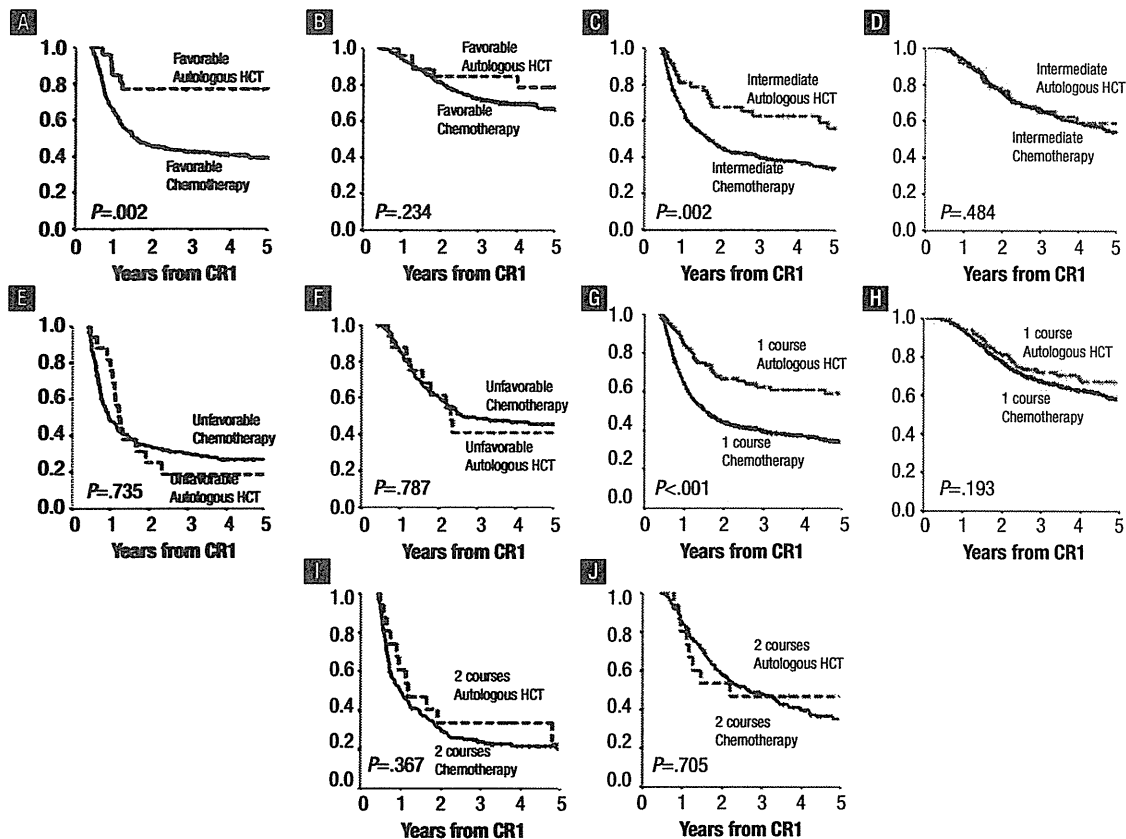 A
1.0
0.8
0.6
0.4
0.2
0.0
Favorable
Autologous HCT
Favorable
Chemotherapy
P=.002
0 1 2 3 4 5
Years from CR1
B
1.0
0.8
0.6
0.4
0.2
0.0
Favorable
Autologous HCT
Favorable
Chemotherapy
P=.234
0 1 2 3 4 5
Years from CR1
C
1.0
0.8
0.6
0.4
0.2
0.0
Intermediate
Autologous HCT
Intermediate
Chemotherapy
P=.002
0 1 2 3 4 5
Years from CR1
D
1.0
0.8
0.6
0.4
0.2
0.0
Intermediate
Autologous HCT
Intermediate
Chemotherapy
P=.484
0 1 2 3 4 5
Years from CR1
E
1.0
0.8
0.6
0.4
0.2
0.0
Unfavorable
Chemotherapy
Unfavorable
Autologous HCT
P=.735
0 1 2 3 4 5
Years from CR1
F
1.0
0.8
0.6
0.4
0.2
0.0
Unfavorable
Chemotherapy
Unfavorable
Autologous HCT
P=.787
0 1 2 3 4 5
Years from CR1
G
1.0
0.8
0.6
0.4
0.2
0.0
1 course
Autologous HCT
1 course
Chemotherapy
P<.001
0 1 2 3 4 5
Years from CR1
H
1.0
0.8
0.6
0.4
0.2
0.0
1 course
Autologous HCT
1 course
Chemotherapy
P=.193
0 1 2 3 4 5
Years from CR1
I
1.0
0.8
0.6
0.4
0.2
0.0
2 courses
Autologous HCT
2 courses
Chemotherapy
P=.367
0 1 2 3 4 5
Years from CR1
J
1.0
0.8
0.6
0.4
0.2
0.0
2 courses
Autologous HCT
2 courses
Chemotherapy
P=.705
0 1 2 3 4 5
Years from CR1